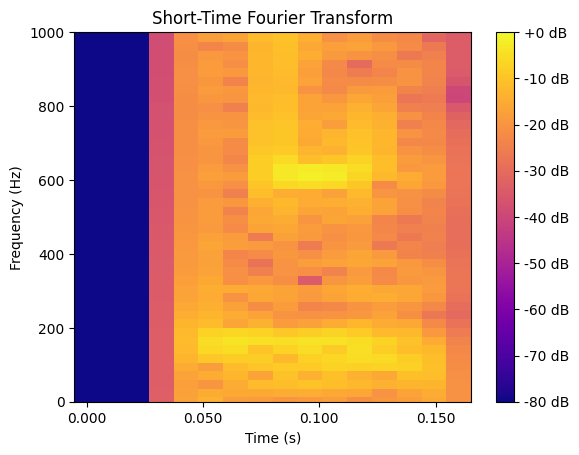 Short-Time Fourier Transform
1000
800
600
400
200
0
Frequency (Hz)
0.000
0.050
0.100
0.150
Time (s)
+0 dB
-10 dB
-20 dB
-30 dB
-40 dB
-50 dB
-60 dB
-70 dB
-80 dB